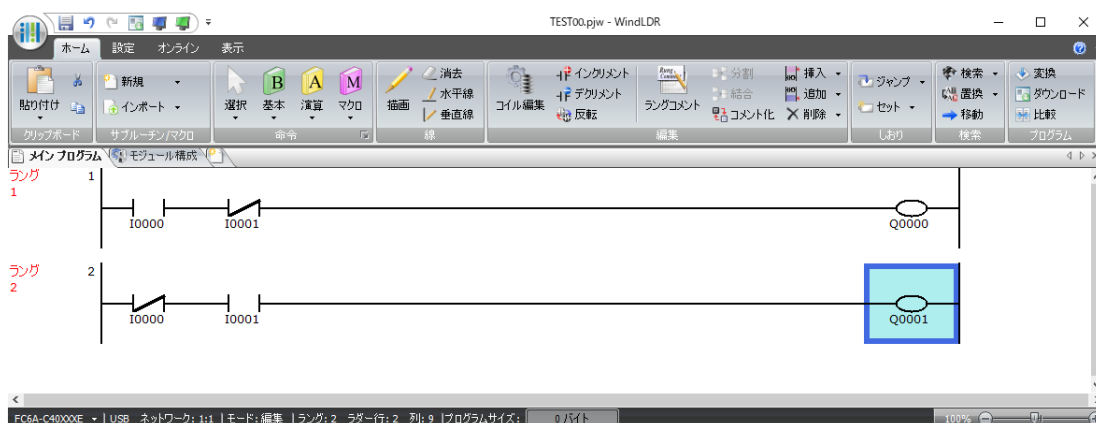 TEST00.pjw - WindLDR
ホーム 設定 オンライン 表示
貼り付け
クリップボード
新規
インポート
サブルーチン/マクロ
選択 基本 演算 マクロ
B A M
命令
描画
消去
水平線
垂直線
線
コイル編集
インクリメント
デクリメント
反転
ラングコメント
分割
結合
コメント化
挿入
追加
削除
編集
ジャンプ
セット
しおり
検索
置換
移動
検索
変換
ダウンロード
比較
プログラム
メイン プログラム モジュール構成
ラング 1
1
I0000 I0001 Q0000
ラング 2
2
I0000 I0001 Q0001
FC6A-C40XXXE | USB ネットワーク: 1:1 | モード: 編集 | ラング: 2 ラダー行: 2 列: 9 | プログラムサイズ: 0 バイト 100%